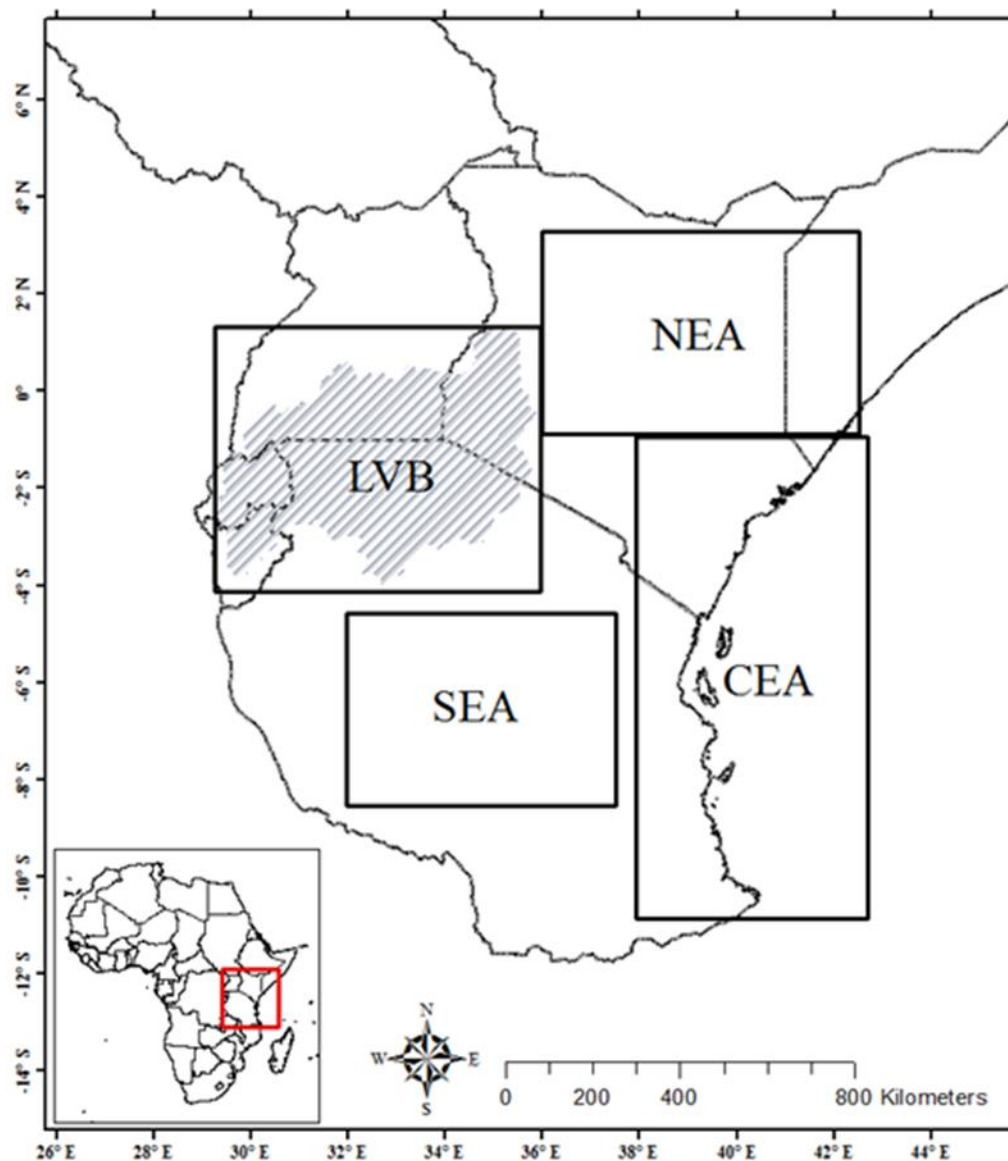 6° N
4° N
2° N
0°
-2° S
-4° S
-6° S
-8° S
-10° S
-12° S
-14° S
NEA
LVB
CEA
SEA
N
W E
S
0 200 400 800 Kilometers
26° E 28° E 30° E 32° E 34° E 36° E 38° E 40° E 42° E 44° E